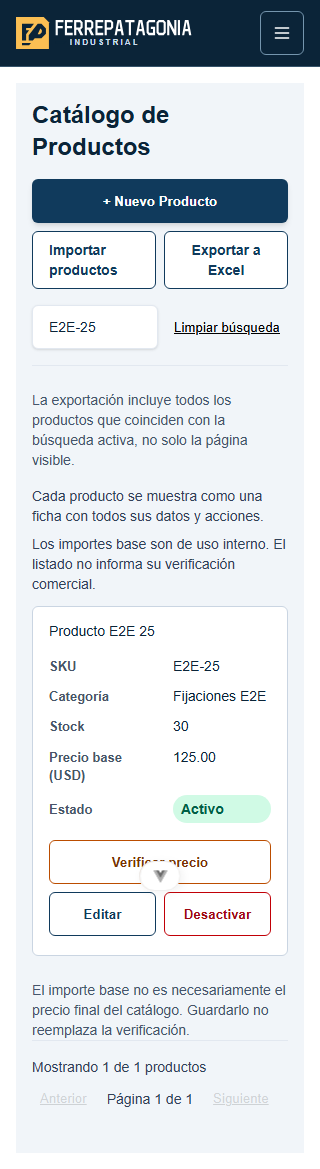 FERREPATAGONIA
INDUSTRIAL
Catálogo de
Productos
+ Nuevo Producto
Importar
productos
Exportar a
Excel
E2E-25
Limpiar búsqueda
La exportación incluye todos los
productos que coinciden con la
búsqueda activa, no solo la página
visible.
Cada producto se muestra como una
ficha con todos sus datos y acciones.
Los importes base son de uso interno. El
listado no informa su verificación
comercial.
Producto E2E 25
SKU E2E-25
Categoría Fijaciones E2E
Stock 30
Precio base
(USD) 125.00
Estado Activo
Verificar precio
Editar Desactivar
El importe base no es necesariamente el
precio final del catálogo. Guardarlo no
reemplaza la verificación.
Mostrando 1 de 1 productos
Anterior Página 1 de 1 Siguiente